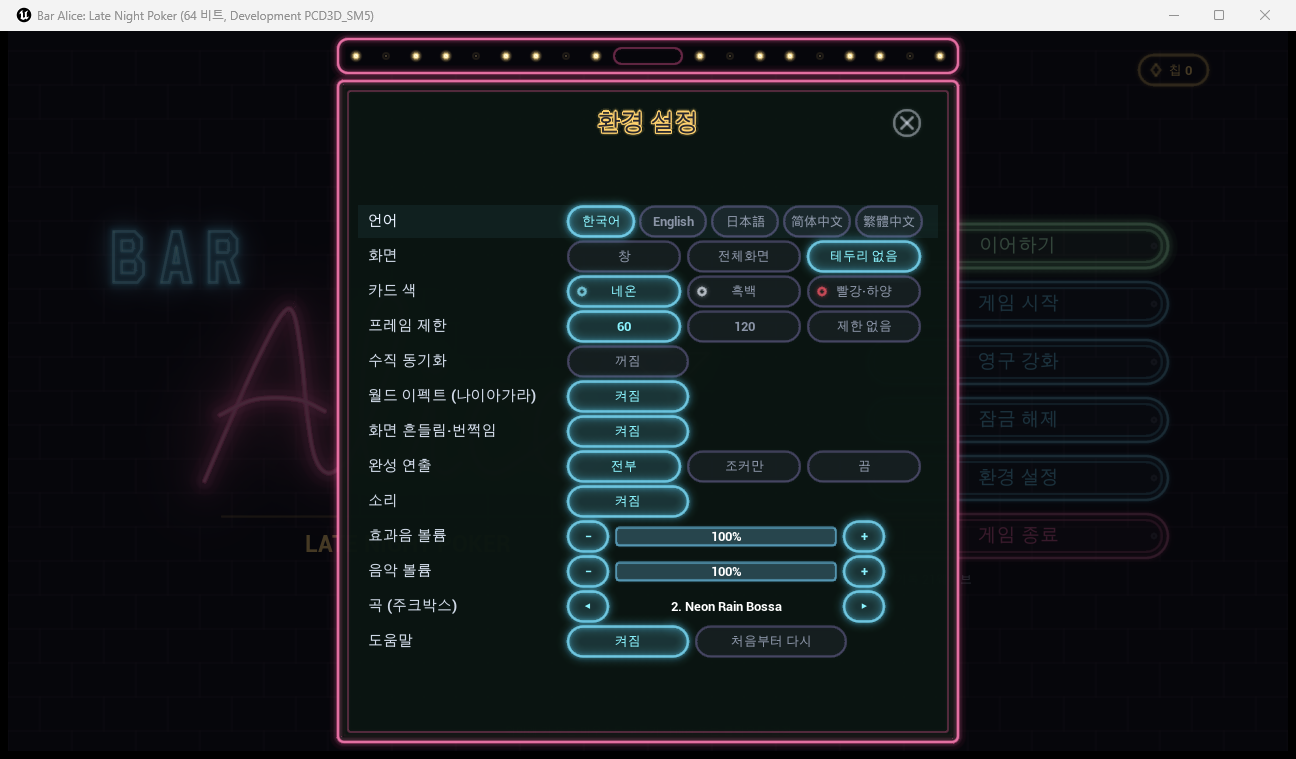 Bar Alice: Late Night Poker (64 비트, Development PCD3D_SM5)
칩 0
환경 설정
언어 한국어 English 日本語 简体中文 繁體中文
화면 창 전체화면 테두리 없음
카드 색 네온 흑백 빨강·하양
프레임 제한 60 120 제한 없음
수직 동기화 꺼짐
월드 이펙트 (나이아가라) 켜짐
화면 흔들림·번쩍임 켜짐
완성 연출 전부 조커만 끔
소리 켜짐
효과음 볼륨 - 100% +
음악 볼륨 - 100% +
곡 (주크박스) ◂ 2. Neon Rain Bossa ▸
도움말 켜짐 처음부터 다시
BAR
A
이어하기
게임 시작
영구 강화
잠금 해제
환경 설정
게임 종료